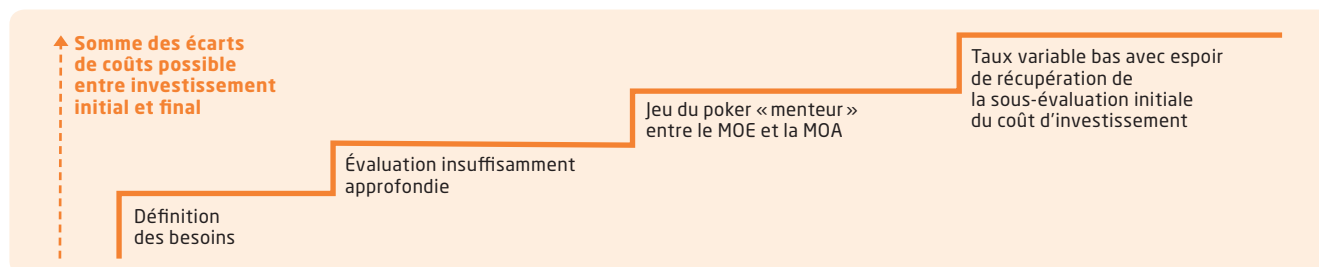 Somme des écarts
de coûts possible
entre investissement
initial et final
Définition
des besoins
Évaluation insuffisamment
approfondie
Jeu du poker « menteur »
entre le MOE et la MOA
Taux variable bas avec espoir
de récupération de
la sous-évaluation initiale
du coût d’investissement